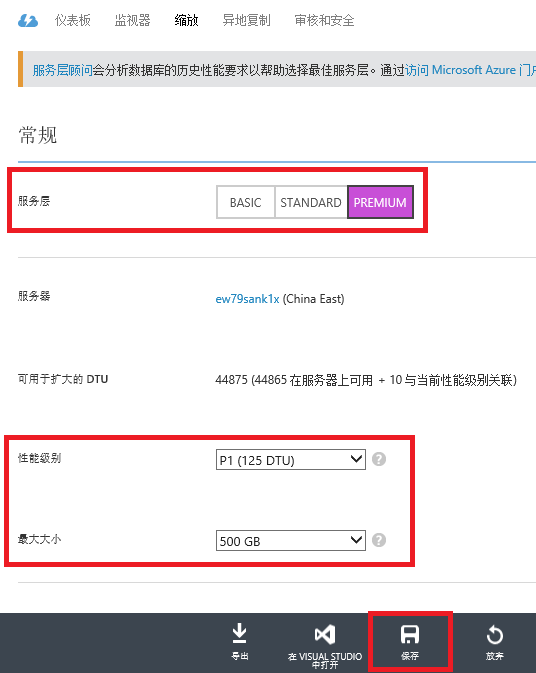 仪表板 监视器 缩放 异地复制 审核和安全
服务层顾问会分析数据库的历史性能要求以帮助选择最佳服务层。通过访问 Microsoft Azure 门户
常规
服务层 BASIC STANDARD PREMIUM
服务器 ew79sank1x (China East)
可用于扩大的 DTU 44875 (44865 在服务器上可用 + 10 与当前性能级别关联)
性能级别 P1 (125 DTU) ?
最大大小 500 GB ?
导出 在 VISUAL STUDIO 保存 放弃
中打开